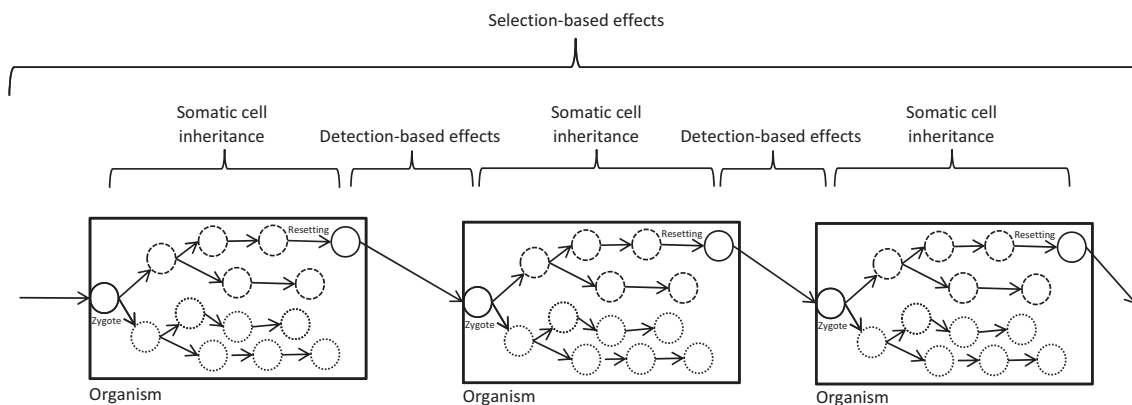 Selection-based effects
Somatic cell
inheritance
Detection-based effects
Somatic cell
inheritance
Detection-based effects
Somatic cell
inheritance
Resetting
Zygote
Organism
Resetting
Zygote
Organism
Resetting
Zygote
Organism